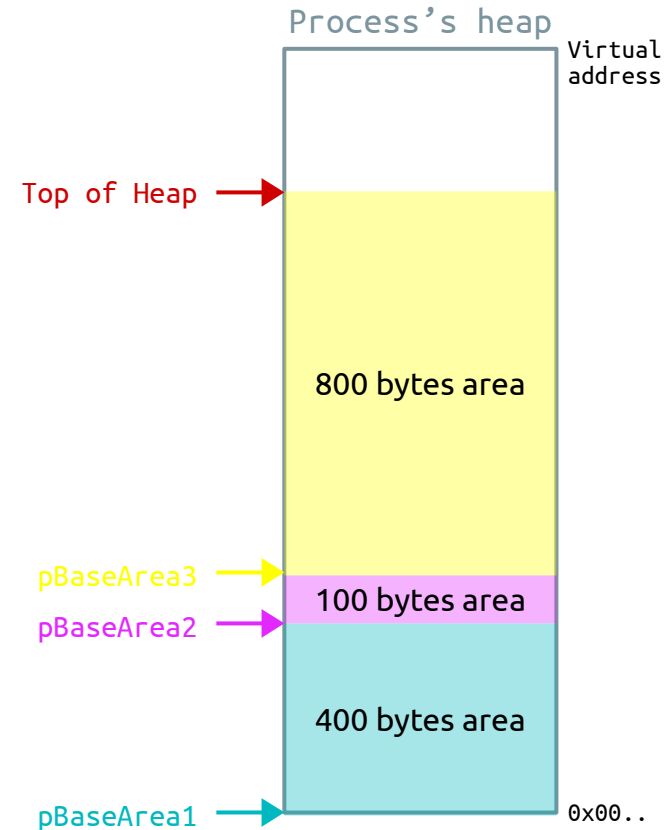 Process’s heap
Virtual
address
Top of Heap
800 bytes area
pBaseArea3
100 bytes area
pBaseArea2
400 bytes area
pBaseArea1
0x00..